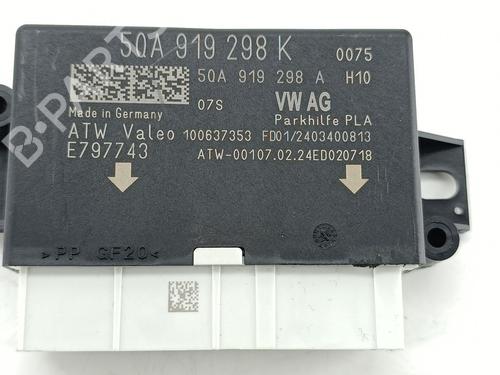 5QA 919 298 K 0075
5QA 919 298 A H10
07S VW AG
Made in Germany Parkhilfe PLA
ATW Valeo 100637353 FD01/2403400813
E797743 ATW-00107.02.24ED020718
>PP GF20<
B-PARTS